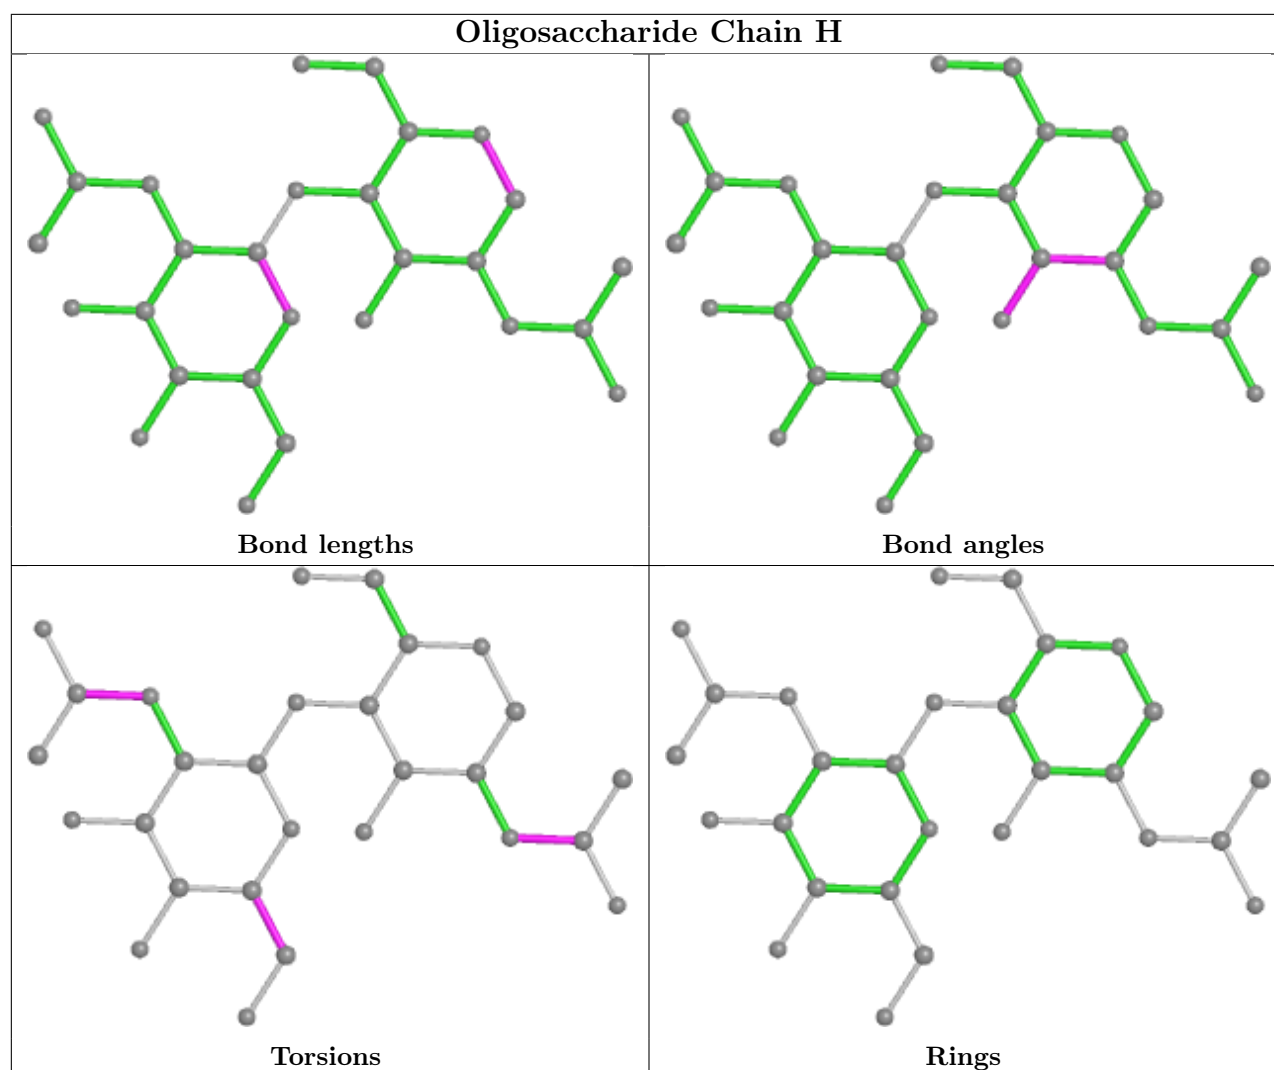 Oligosaccharide Chain H
Bond lengths
Bond angles
Torsions
Rings